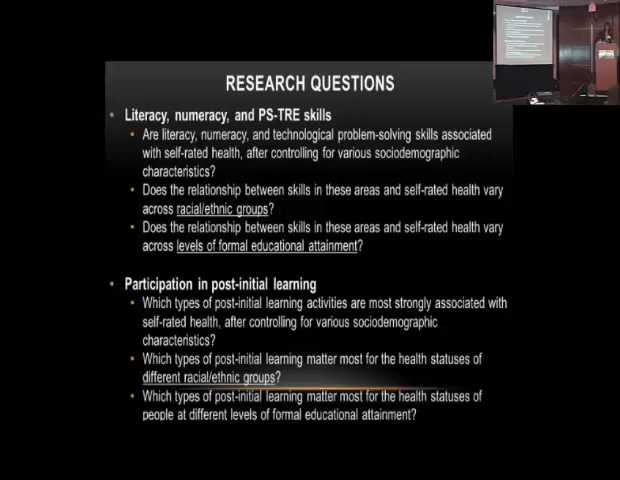 RESEARCH QUESTIONS
• Literacy, numeracy, and PS-TRE skills
• Are literacy, numeracy, and technological problem-solving skills associated
with self-rated health, after controlling for various sociodemographic
characteristics?
• Does the relationship between skills in these areas and self-rated health vary
across racial/ethnic groups?
• Does the relationship between skills in these areas and self-rated health vary
across levels of formal educational attainment?
• Participation in post-initial learning
• Which types of post-initial learning activities are most strongly associated with
self-rated health, after controlling for various sociodemographic
characteristics?
• Which types of post-initial learning matter most for the health statuses of
different racial/ethnic groups?
• Which types of post-initial learning matter most for the health statuses of
people at different levels of formal educational attainment?